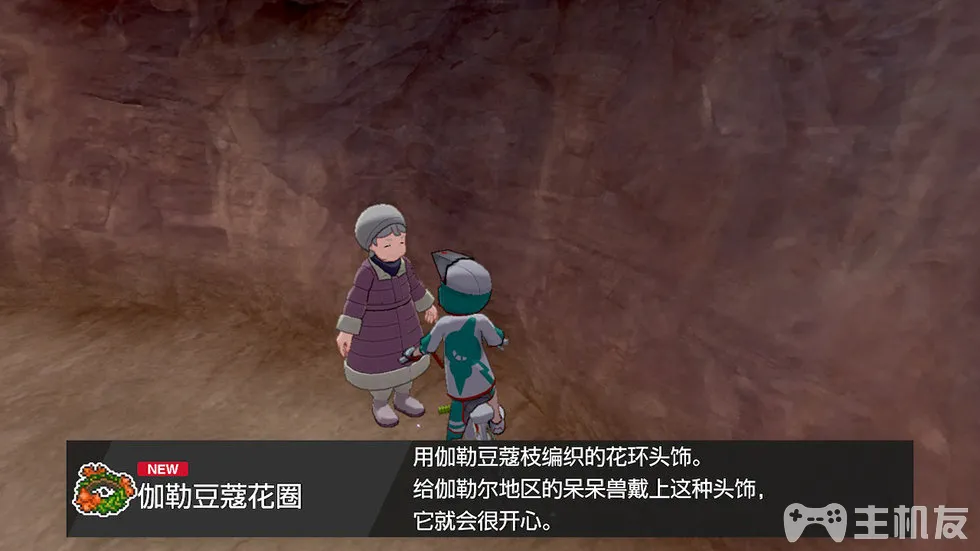 NEW
伽勒豆蔻花圈
用伽勒豆蔻枝编织的花环头饰。
给伽勒尔地区的呆呆兽戴上这种头饰,
它就会很开心。
主机友